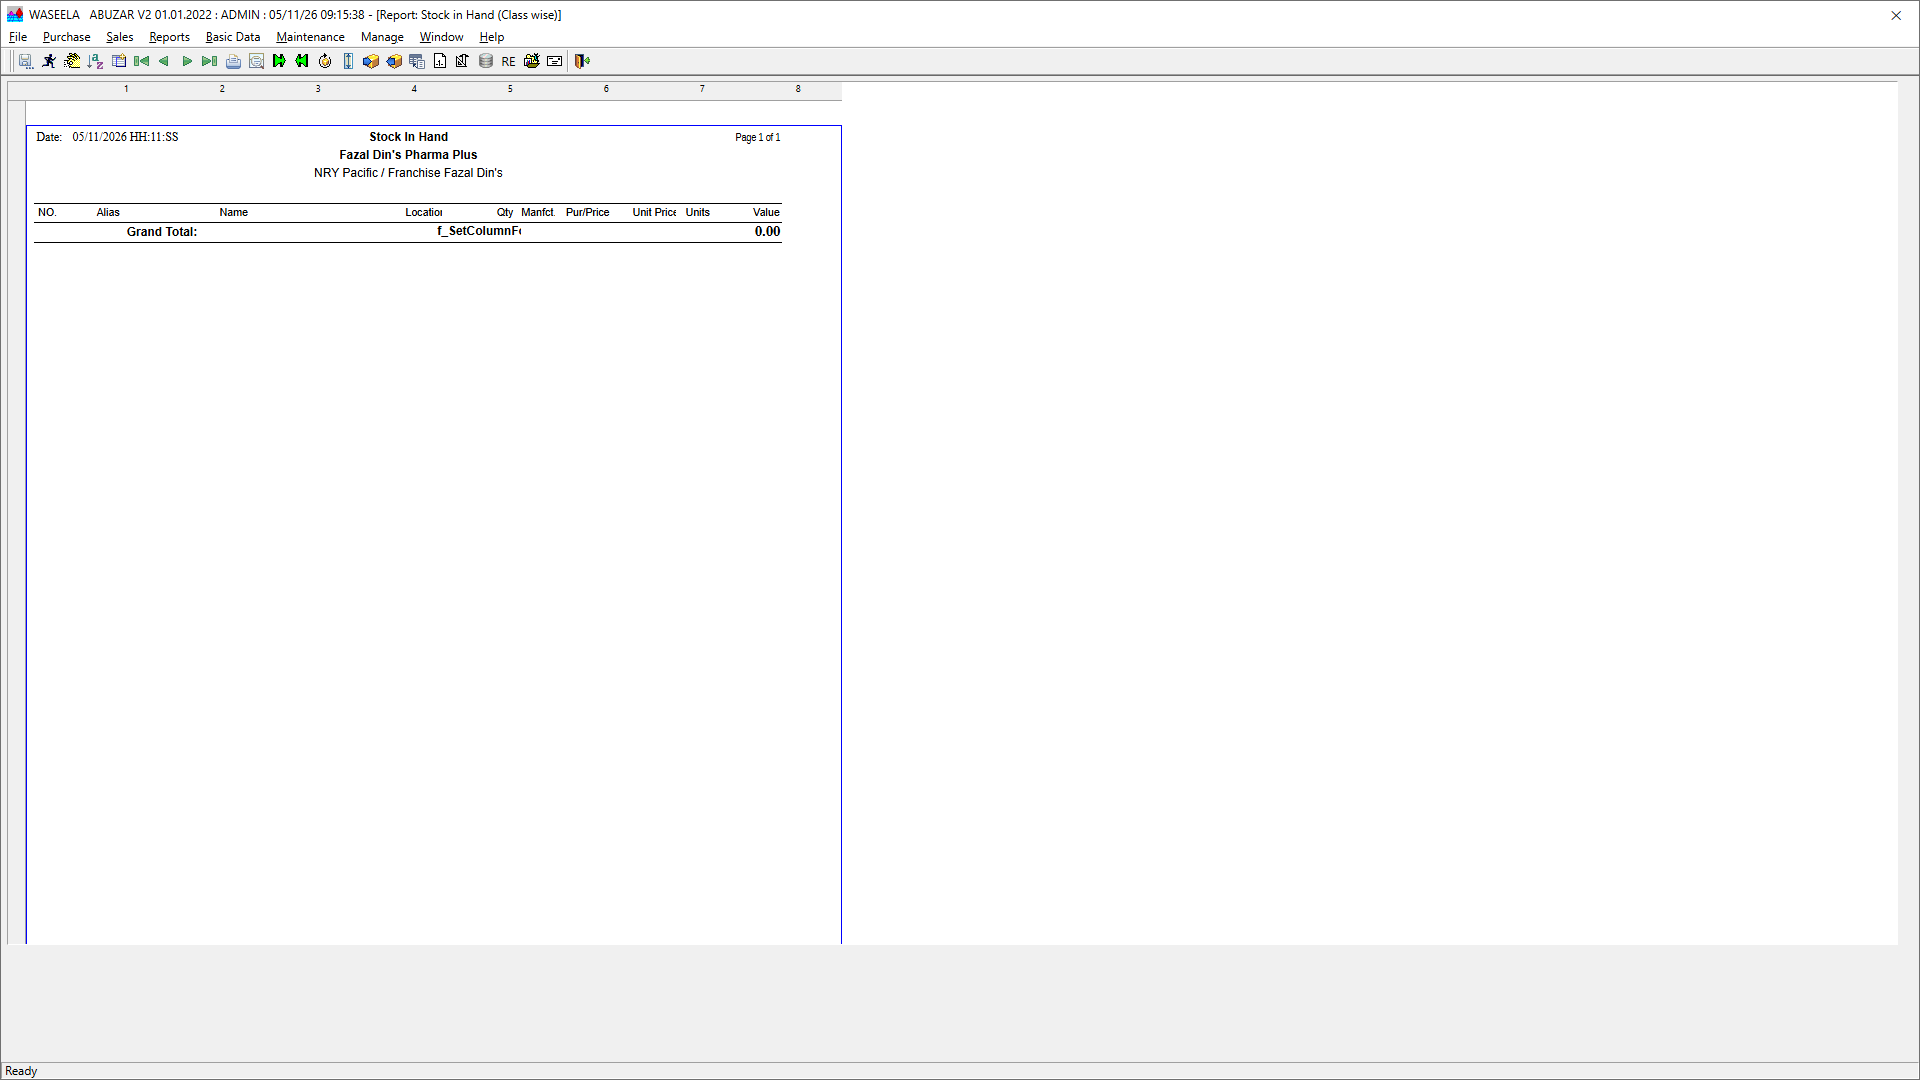 WASEELA   ABUZAR V2 01.01.2022 : ADMIN : 05/11/26 09:15:38 - [Report: Stock in Hand (Class wise)]
File Purchase Sales Reports Basic Data Maintenance Manage Window Help
RE
1 2 3 4 5 6 7 8
Date: 05/11/2026 HH:11:SS Stock In Hand Page 1 of 1
Fazal Din's Pharma Plus
NRY Pacific / Franchise Fazal Din's
NO. Alias Name Location Qty Manfct. Pur/Price Unit Price Units Value
Grand Total: f_SetColumnFo 0.00
Ready